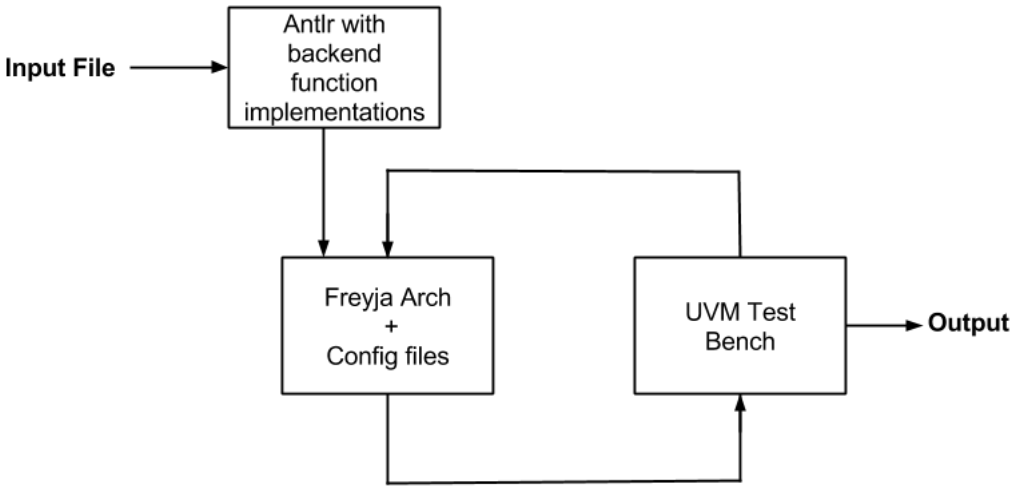 Antlr with
backend
function
implementations
Input File
Freyja Arch
+
Config files
UVM Test
Bench
Output